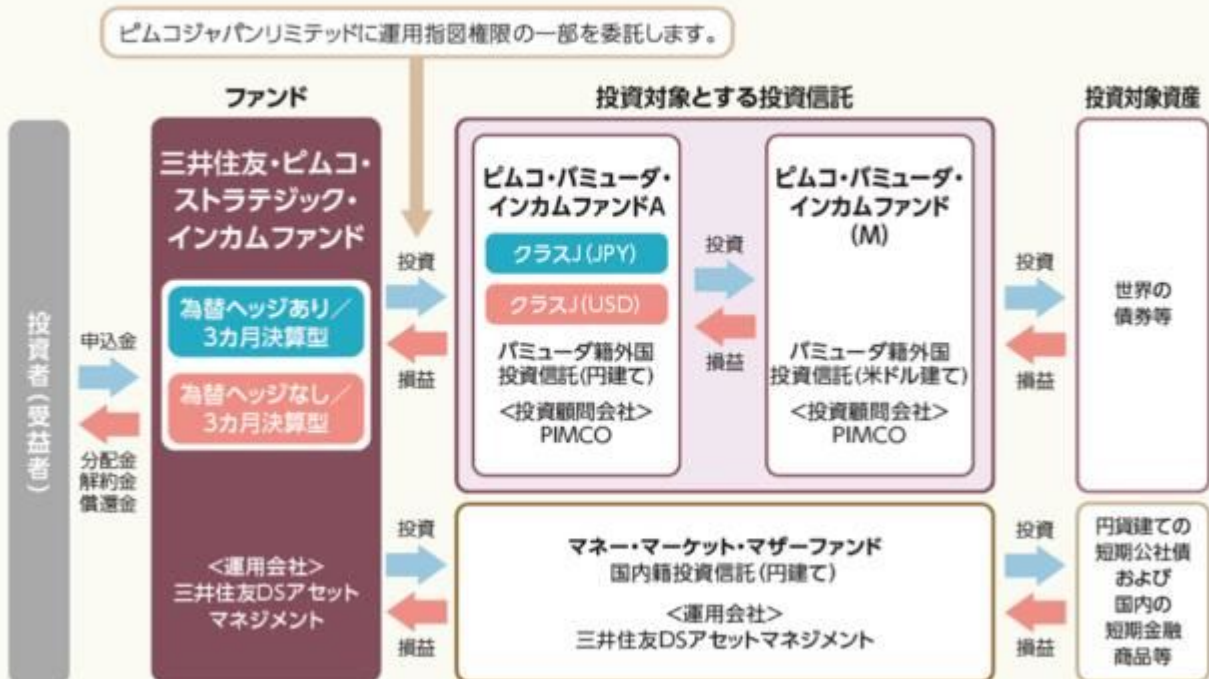 ピムコジャパンリミテッドに運用指図権限の一部を委託します。
ファンド
投資対象とする投資信託
投資対象資産
投資者(受益者)
申込金
分配金
解約金
償還金
三井住友・ピムコ・
ストラテジック・
インカムファンド
為替ヘッジあり／
3カ月決算型
為替ヘッジなし／
3カ月決算型
<運用会社>
三井住友DSアセット
マネジメント
投資
損益
ピムコ・バミューダ・
インカムファンドA
クラスJ(JPY)
クラスJ(USD)
バミューダ籍外国
投資信託(円建て)
<投資顧問会社>
PIMCO
投資
損益
ピムコ・バミューダ・
インカムファンド
(M)
バミューダ籍外国
投資信託(米ドル建て)
<投資顧問会社>
PIMCO
投資
損益
世界の
債券等
投資
損益
マネー・マーケット・マザーファンド
国内籍投資信託(円建て)
<運用会社>
三井住友DSアセットマネジメント
投資
損益
円貨建ての
短期公社債
および
国内の
短期金融
商品等